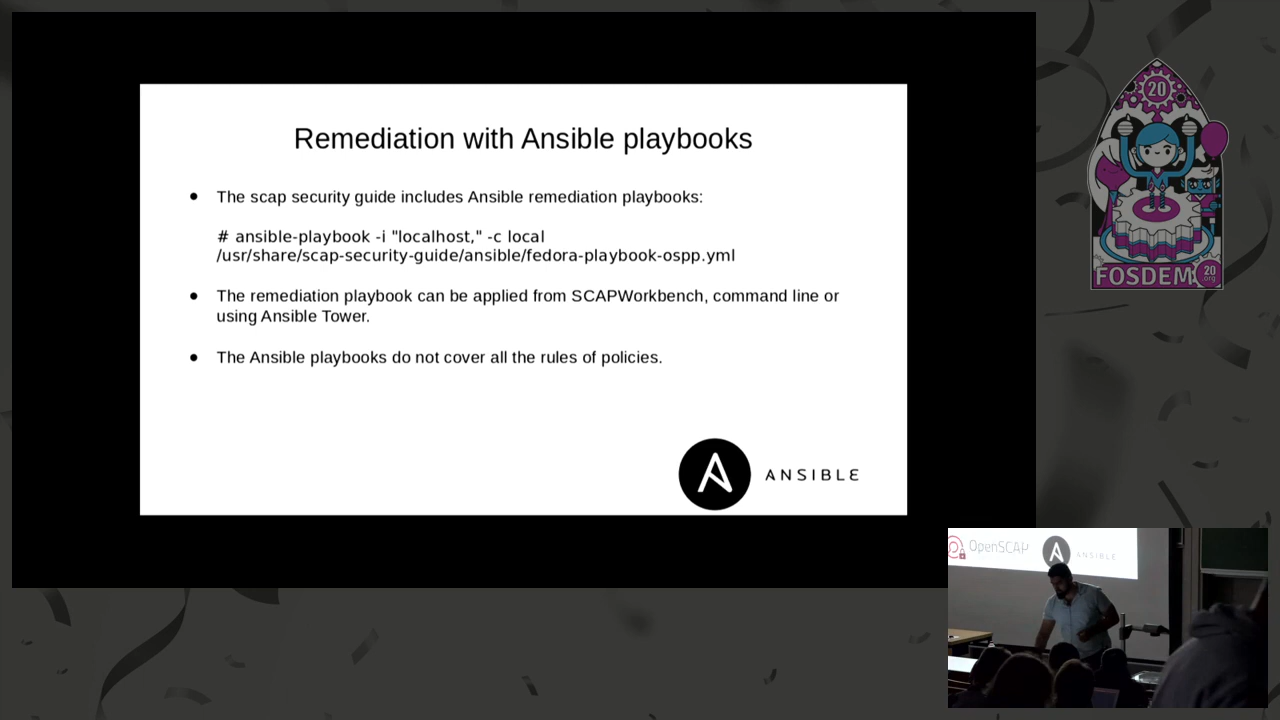 Remediation with Ansible playbooks
● The scap security guide includes Ansible remediation playbooks:
# ansible-playbook -i "localhost," -c local
/usr/share/scap-security-guide/ansible/fedora-playbook-ospp.yml
● The remediation playbook can be applied from SCAPWorkbench, command line or
using Ansible Tower.
● The Ansible playbooks do not cover all the rules of policies.
ANSIBLE
20
FOSDEM
20
.org
OpenSCAP
ANSIBLE